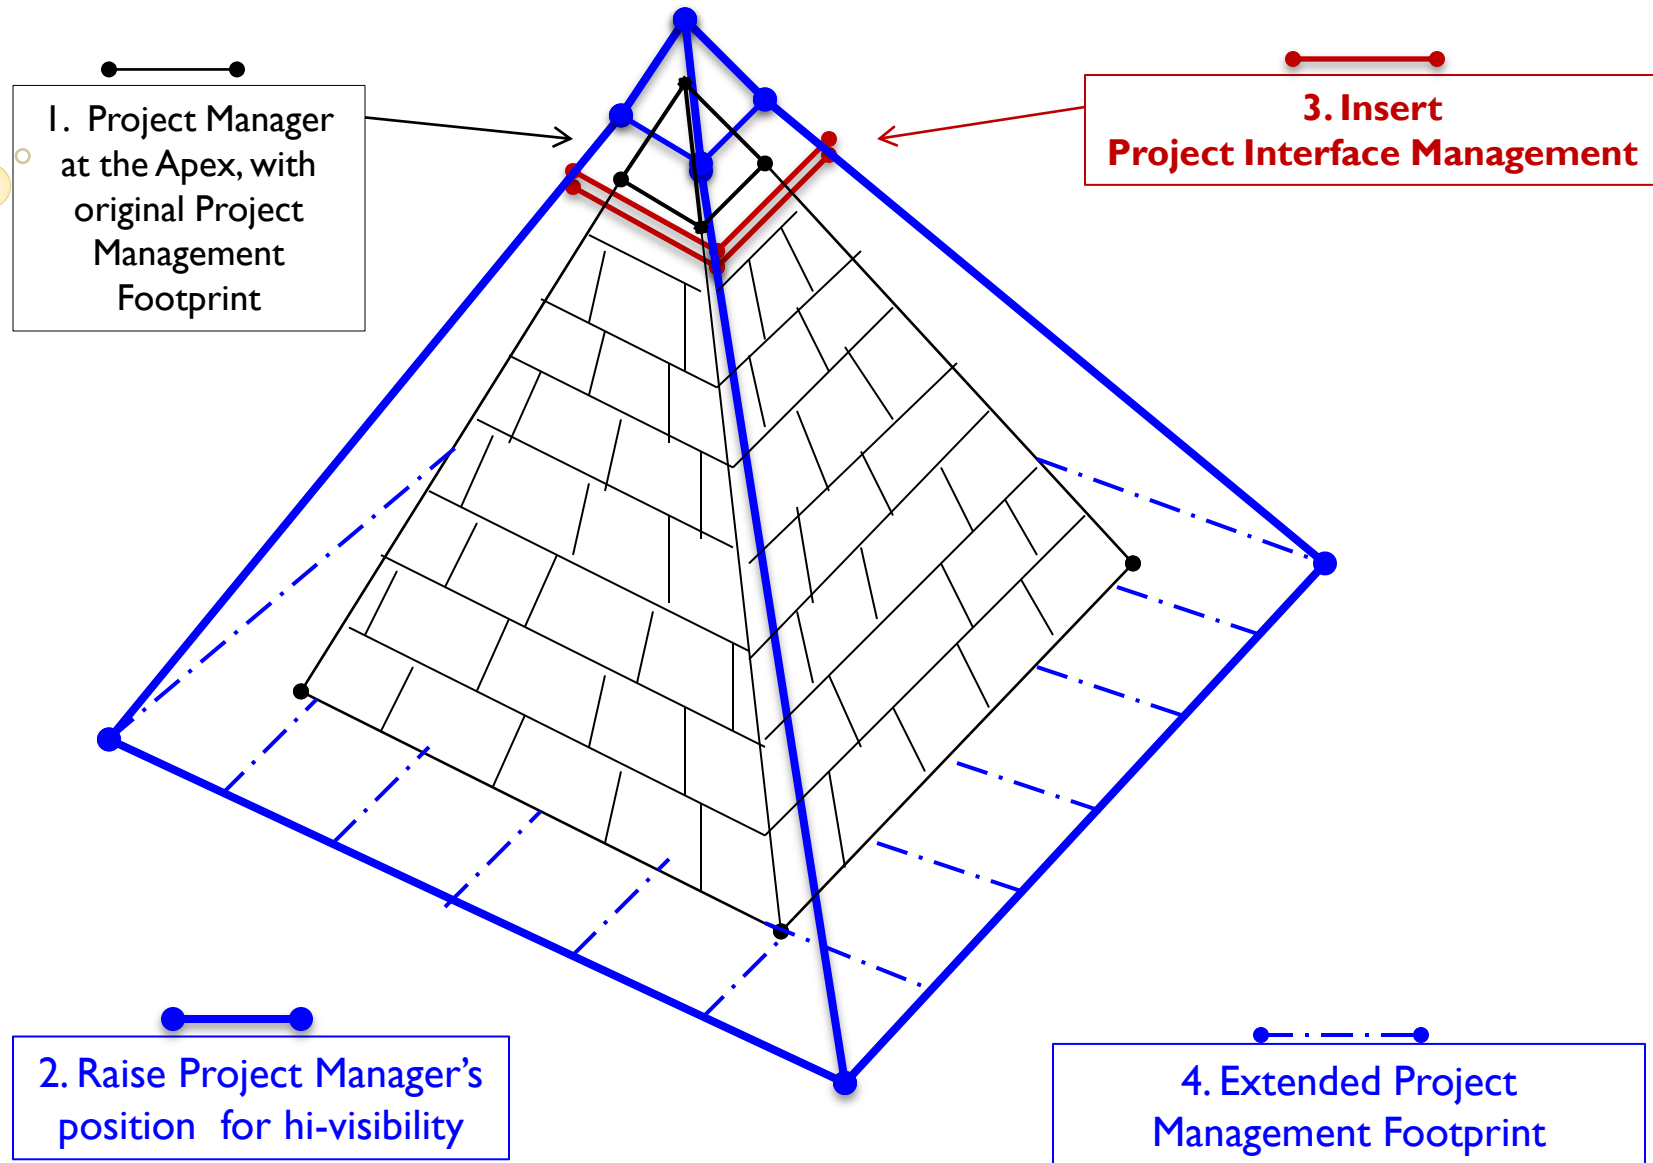 1. Project Manager
at the Apex, with
original Project
Management
Footprint
3. Insert
Project Interface Management
2. Raise Project Manager’s
position for hi-visibility
4. Extended Project
Management Footprint